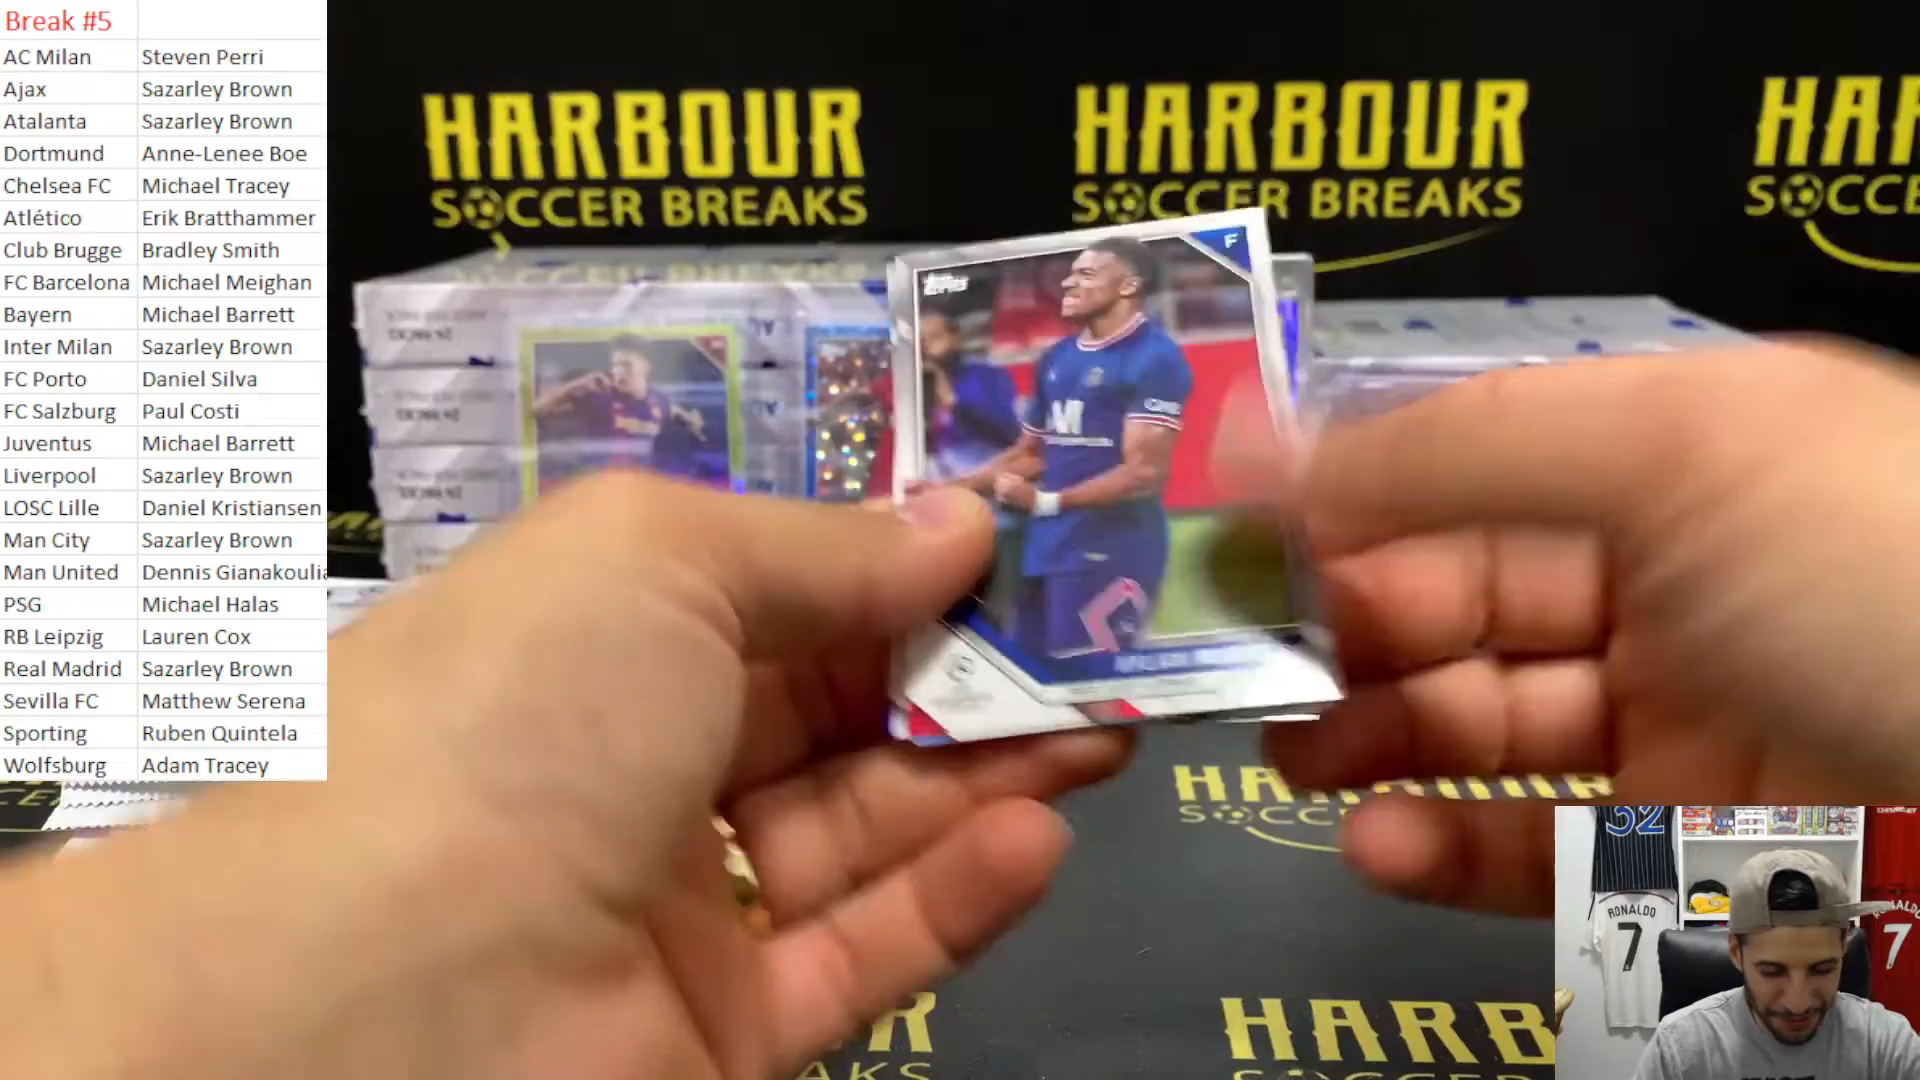 Break #5
AC Milan Steven Perri
Ajax Sazarley Brown
Atalanta Sazarley Brown
Dortmund Anne-Lenee Boe
Chelsea FC Michael Tracey
Atlético Erik Bratthammer
Club Brugge Bradley Smith
FC Barcelona Michael Meighan
Bayern Michael Barrett
Inter Milan Sazarley Brown
FC Porto Daniel Silva
FC Salzburg Paul Costi
Juventus Michael Barrett
Liverpool Sazarley Brown
LOSC Lille Daniel Kristiansen
Man City Sazarley Brown
Man United Dennis Gianakoulia
PSG Michael Halas
RB Leipzig Lauren Cox
Real Madrid Sazarley Brown
Sevilla FC Matthew Serena
Sporting Ruben Quintela
Wolfsburg Adam Tracey
HARBOUR
SOCCER BREAKS
HARBOUR
SOCCER BREAKS
HAR
SOCCE
Topps
F
HARB
32
RONALDO
7
RONALDO
7